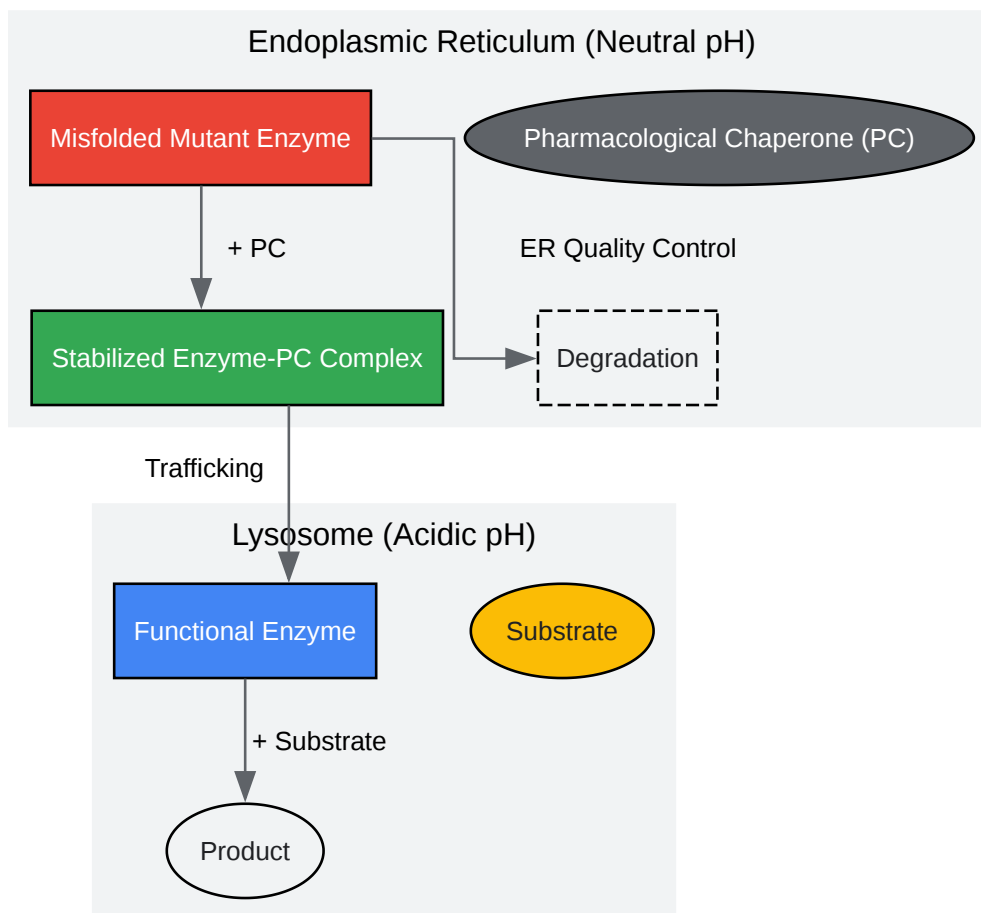 Endoplasmic Reticulum (Neutral pH)
Misfolded Mutant Enzyme
Pharmacological Chaperone (PC)
+ PC
ER Quality Control
Stabilized Enzyme-PC Complex
Degradation
Trafficking
Lysosome (Acidic pH)
Functional Enzyme
Substrate
+ Substrate
Product